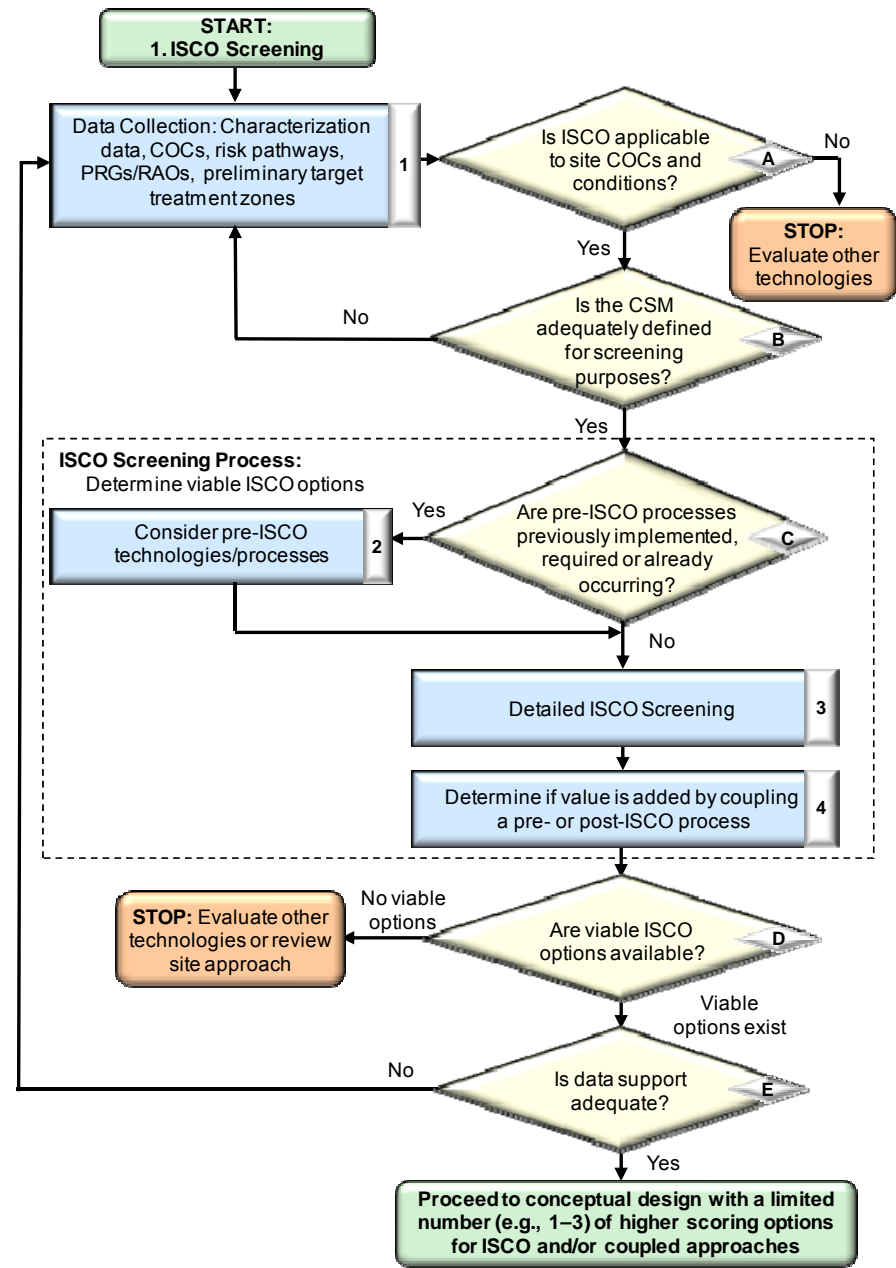 START:
1. ISCO Screening
Data Collection: Characterization
data, COCs, risk pathways,
PRGs/RAOs, preliminary target
treatment zones
1
Is ISCO applicable
to site COCs and
conditions?
A
No
STOP:
Evaluate other
technologies
Yes
Is the CSM
adequately defined
for screening
purposes?
B
No
Yes
ISCO Screening Process:
Determine viable ISCO options
Are pre-ISCO processes
previously implemented,
required or already
occurring?
C
Yes
Consider pre-ISCO
technologies/processes
2
No
Detailed ISCO Screening
3
Determine if value is added by coupling
a pre- or post-ISCO process
4
Are viable ISCO
options available?
D
No viable
options
STOP: Evaluate other
technologies or review
site approach
Viable
options exist
Is data support
adequate?
E
No
Yes
Proceed to conceptual design with a limited
number (e.g., 1–3) of higher scoring options
for ISCO and/or coupled approaches